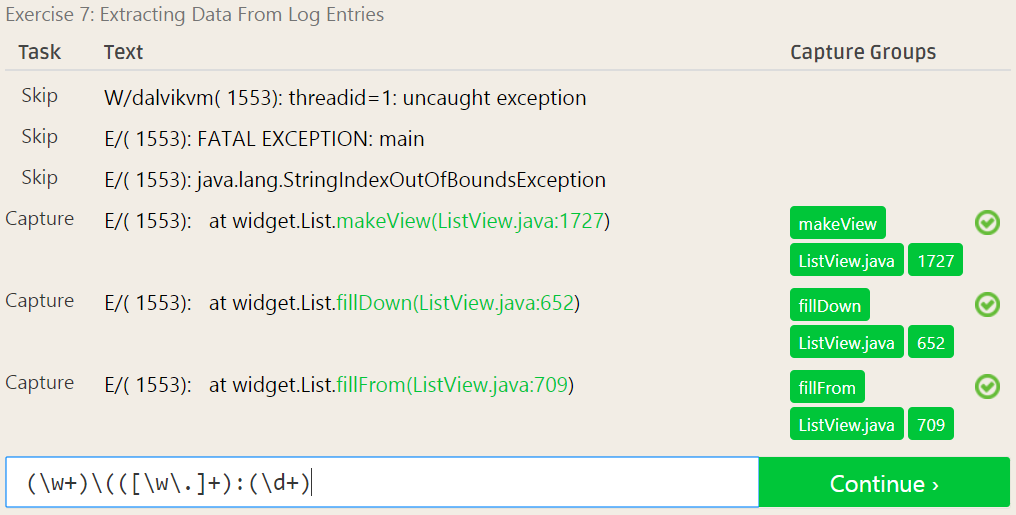 Exercise 7: Extracting Data From Log Entries
Task Text Capture Groups
Skip W/dalvikvm( 1553): threadid=1: uncaught exception
Skip E/( 1553): FATAL EXCEPTION: main
Skip E/( 1553): java.lang.StringIndexOutOfBoundsException
Capture E/( 1553):   at widget.List.makeView(ListView.java:1727) makeView
ListView.java 1727
Capture E/( 1553):   at widget.List.fillDown(ListView.java:652) fillDown
ListView.java 652
Capture E/( 1553):   at widget.List.fillFrom(ListView.java:709) fillFrom
ListView.java 709
(\w+)\(([\w\.]+):(\d+) Continue ›